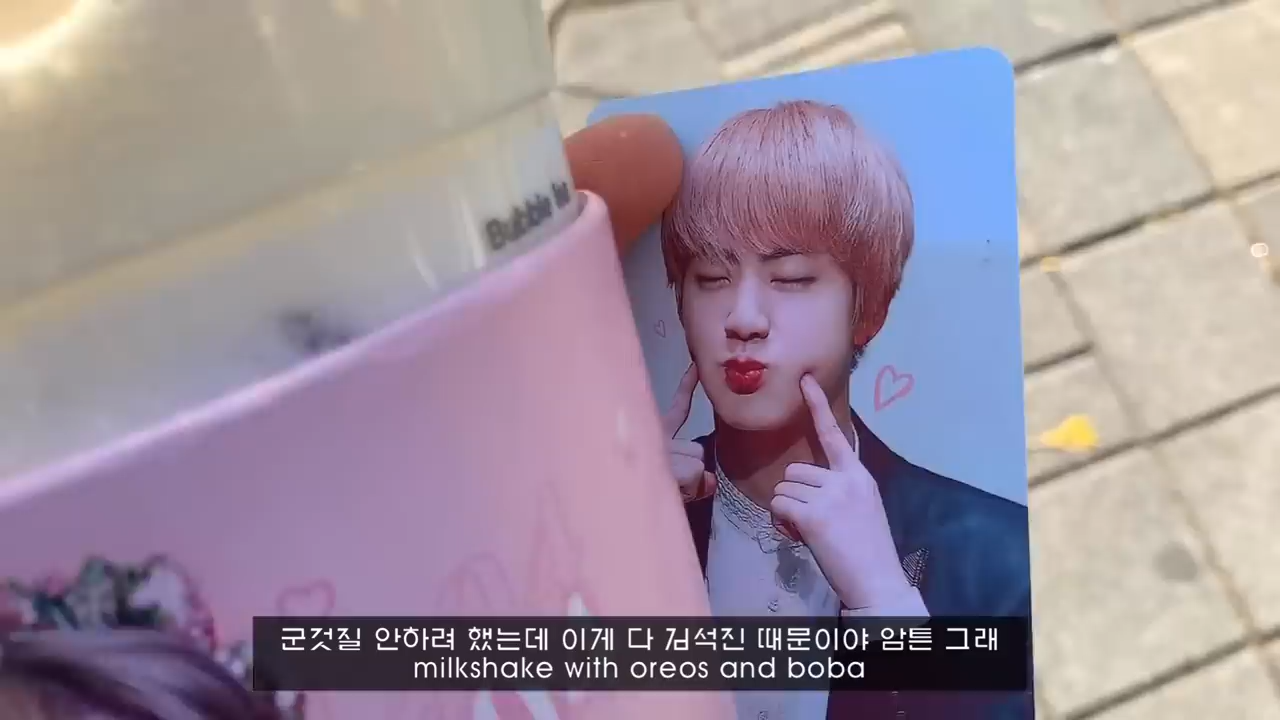 Bubble
군것질 안하려 했는데 이게 다 김석진 때문이야 암튼 그래
milkshake with oreos and boba